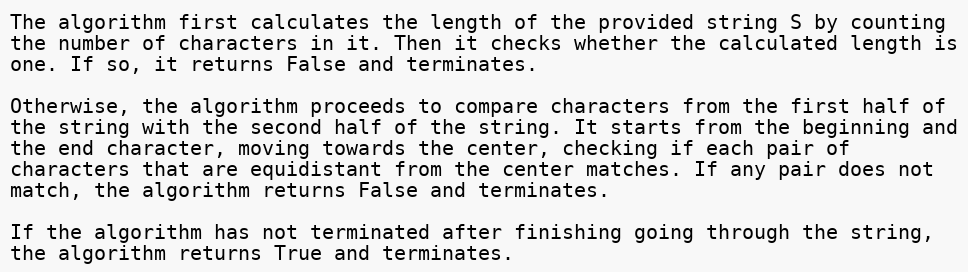 The algorithm first calculates the length of the provided string S by counting
the number of characters in it. Then it checks whether the calculated length is
one. If so, it returns False and terminates.

Otherwise, the algorithm proceeds to compare characters from the first half of
the string with the second half of the string. It starts from the beginning and
the end character, moving towards the center, checking if each pair of
characters that are equidistant from the center matches. If any pair does not
match, the algorithm returns False and terminates.

If the algorithm has not terminated after finishing going through the string,
the algorithm returns True and terminates.